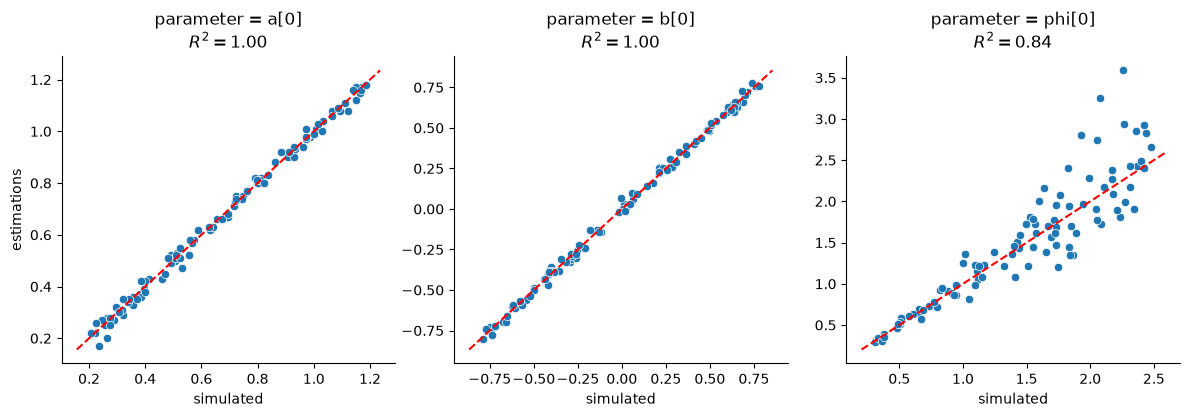 parameter = a[0]
R² = 1.00
1.2
1.0
0.8
0.6
0.4
0.2
estimations
0.2 0.4 0.6 0.8 1.0 1.2
simulated
parameter = b[0]
R² = 1.00
0.75
0.50
0.25
0.00
−0.25
−0.50
−0.75
−0.75 −0.50 −0.25 0.00 0.25 0.50 0.75
simulated
parameter = phi[0]
R² = 0.84
3.5
3.0
2.5
2.0
1.5
1.0
0.5
0.5 1.0 1.5 2.0 2.5
simulated